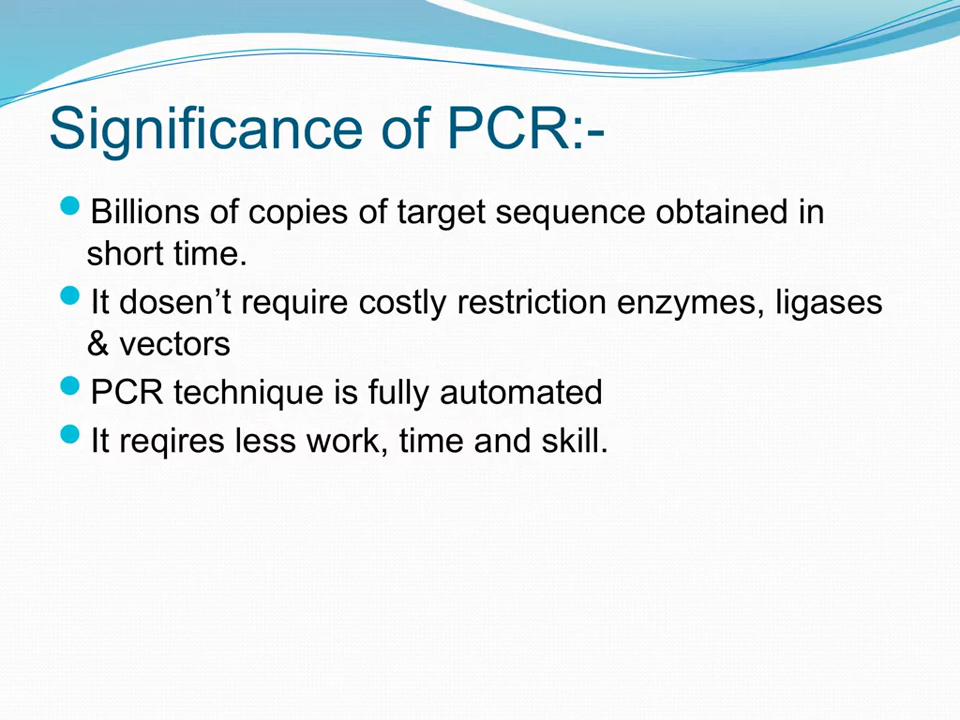 Significance of PCR:-
Billions of copies of target sequence obtained in
short time.
It dosen’t require costly restriction enzymes, ligases
& vectors
PCR technique is fully automated
It reqires less work, time and skill.